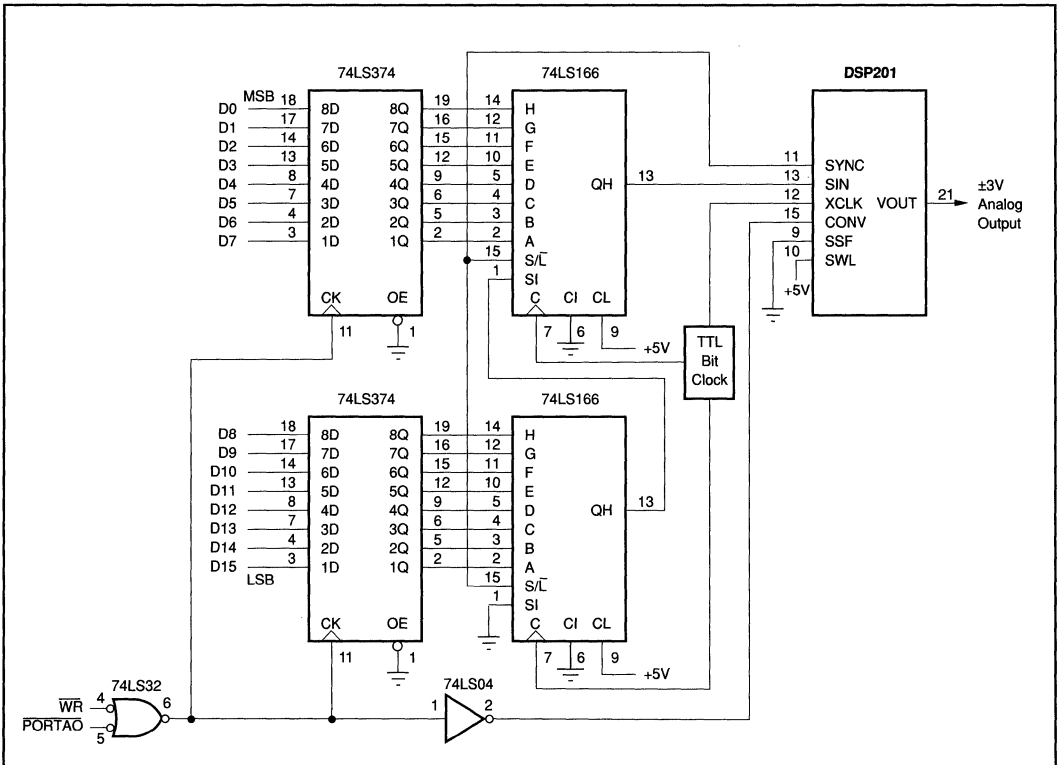 74LS374
74LS166
DSP201
D0 MSB 18 8D 8Q 19 14 H
D1 17 7D 7Q 16 12 G
D2 14 6D 6Q 15 11 F
D3 13 5D 5Q 12 10 E
D4 8 4D 4Q 9 5 D
D5 7 3D 3Q 6 4 C
D6 4 2D 2Q 5 3 B
D7 3 1D 1Q 2 2 A
15 S/L̅
1 SI
QH 13
CK OE
11 1
C CI CL
7 6 9
+5V
11 SYNC
13 SIN
12 XCLK
15 CONV
9 SSF
10 SWL
+5V
VOUT 21
±3V
Analog
Output
TTL
Bit
Clock
74LS374
74LS166
D8 18 8D 8Q 19 14 H
D9 17 7D 7Q 16 12 G
D10 14 6D 6Q 15 11 F
D11 13 5D 5Q 12 10 E
D12 8 4D 4Q 9 5 D
D13 7 3D 3Q 6 4 C
D14 4 2D 2Q 5 3 B
D15 3 1D 1Q 2 2 A
LSB
15 S/L̅
1 SI
QH 13
CK OE
11 1
C CI CL
7 6 9
+5V
74LS32
W̅R̅ 4 6
P̅O̅R̅T̅A̅O̅ 5
74LS04
1 2